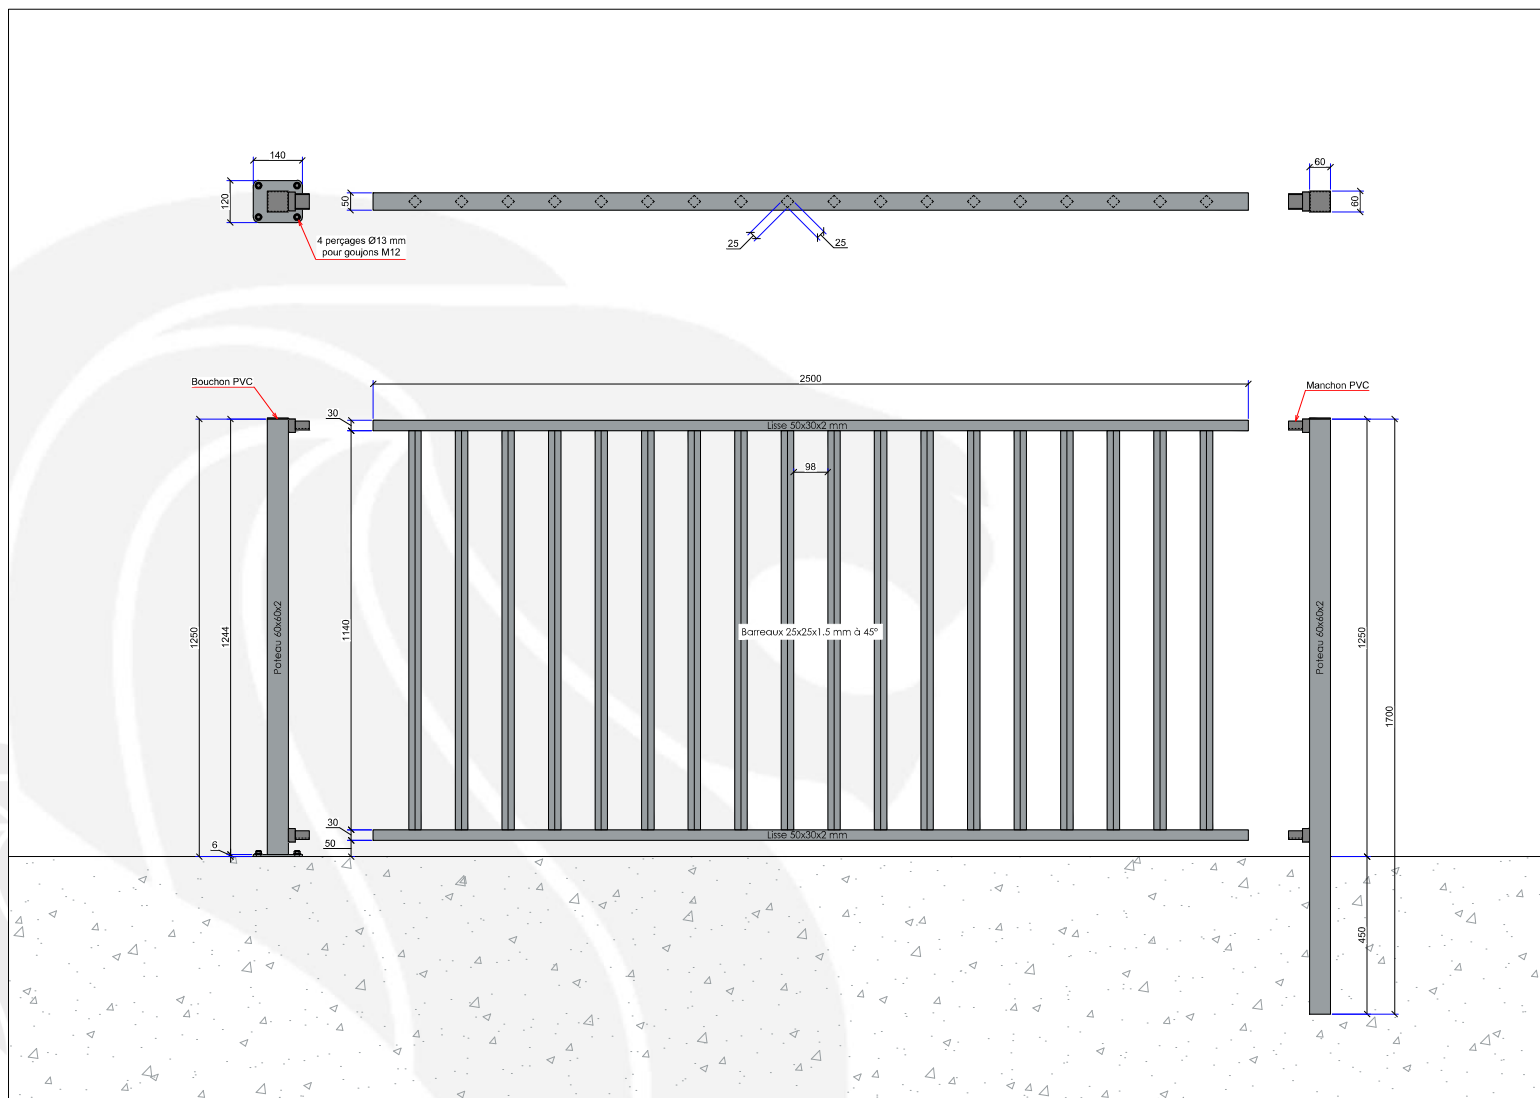 140
120
4 perçages Ø13 mm
pour goujons M12
50
25
25
60
60
Bouchon PVC
2500
Manchon PVC
30
Lisse 50x30x2 mm
98
1250
1244
Poteau 60x60x2
1140
Barreaux 25x25x1.5 mm à 45°
Poteau 60x60x2
1250
1700
30
Lisse 50x30x2 mm
6
50
450